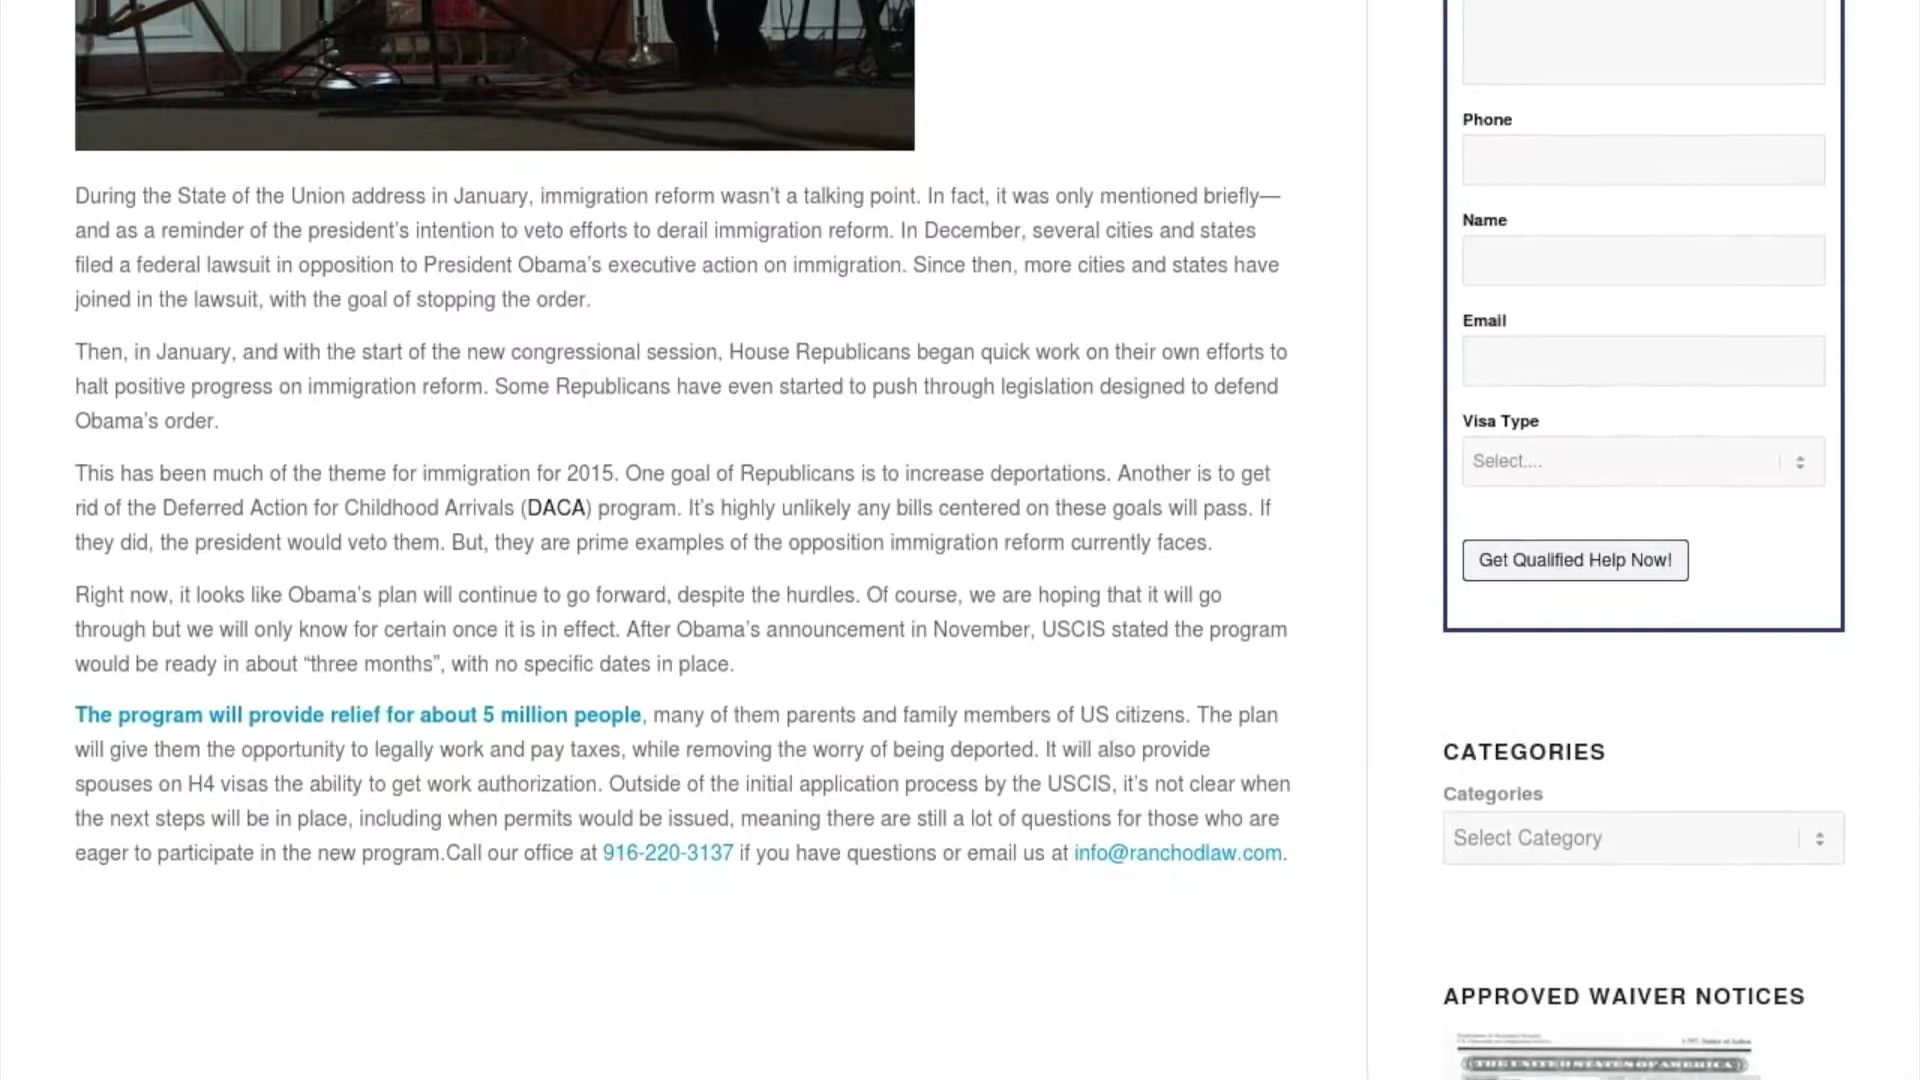 During the State of the Union address in January, immigration reform wasn’t a talking point. In fact, it was only mentioned briefly—
and as a reminder of the president’s intention to veto efforts to derail immigration reform. In December, several cities and states
filed a federal lawsuit in opposition to President Obama’s executive action on immigration. Since then, more cities and states have
joined in the lawsuit, with the goal of stopping the order.
Then, in January, and with the start of the new congressional session, House Republicans began quick work on their own efforts to
halt positive progress on immigration reform. Some Republicans have even started to push through legislation designed to defend
Obama’s order.
This has been much of the theme for immigration for 2015. One goal of Republicans is to increase deportations. Another is to get
rid of the Deferred Action for Childhood Arrivals (DACA) program. It’s highly unlikely any bills centered on these goals will pass. If
they did, the president would veto them. But, they are prime examples of the opposition immigration reform currently faces.
Right now, it looks like Obama’s plan will continue to go forward, despite the hurdles. Of course, we are hoping that it will go
through but we will only know for certain once it is in effect. After Obama’s announcement in November, USCIS stated the program
would be ready in about “three months”, with no specific dates in place.
The program will provide relief for about 5 million people, many of them parents and family members of US citizens. The plan
will give them the opportunity to legally work and pay taxes, while removing the worry of being deported. It will also provide
spouses on H4 visas the ability to get work authorization. Outside of the initial application process by the USCIS, it’s not clear when
the next steps will be in place, including when permits would be issued, meaning there are still a lot of questions for those who are
eager to participate in the new program.Call our office at 916-220-3137 if you have questions or email us at info@ranchodlaw.com.
Phone
Name
Email
Visa Type
Select....
Get Qualified Help Now!
CATEGORIES
Categories
Select Category
APPROVED WAIVER NOTICES
THE UNITED STATES OF AMERICA